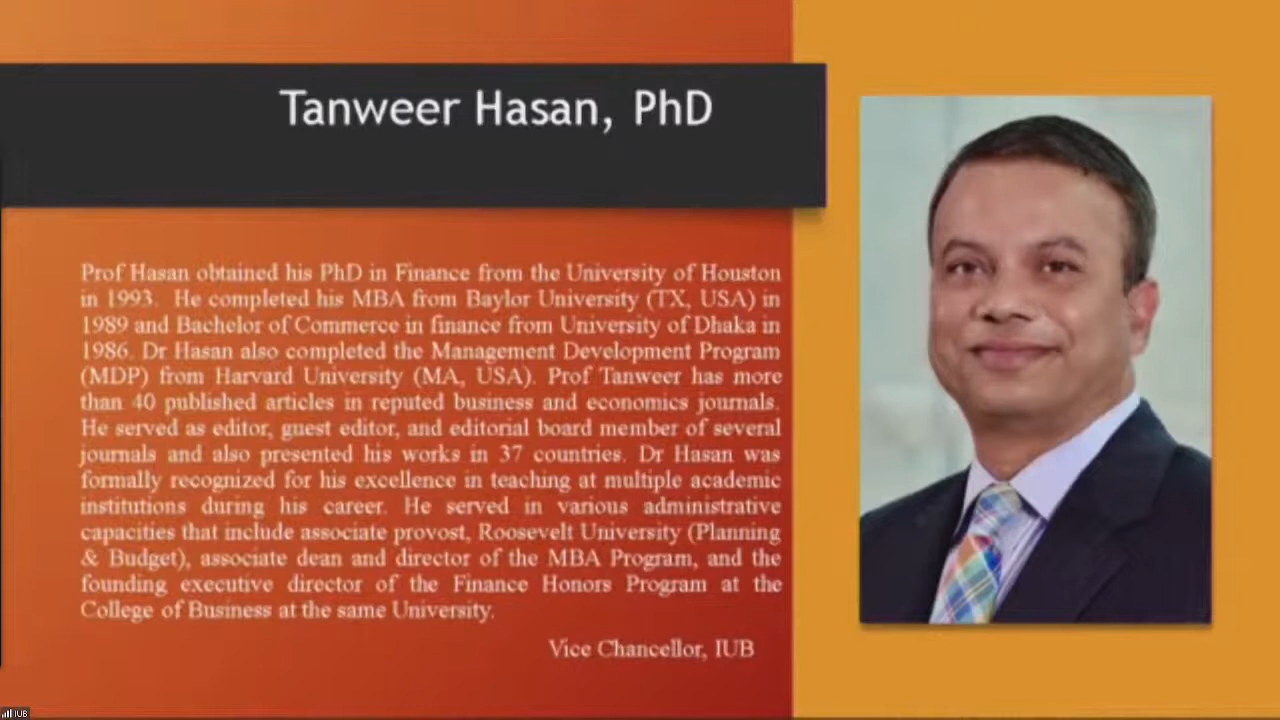 Tanweer Hasan, PhD
Prof Hasan obtained his PhD in Finance from the University of Houston
in 1993. He completed his MBA from Baylor University (TX, USA) in
1989 and Bachelor of Commerce in finance from University of Dhaka in
1986. Dr Hasan also completed the Management Development Program
(MDP) from Harvard University (MA, USA). Prof Tanweer has more
than 40 published articles in reputed business and economics journals.
He served as editor, guest editor, and editorial board member of several
journals and also presented his works in 37 countries. Dr Hasan was
formally recognized for his excellence in teaching at multiple academic
institutions during his career. He served in various administrative
capacities that include associate provost, Roosevelt University (Planning
& Budget), associate dean and director of the MBA Program, and the
founding executive director of the Finance Honors Program at the
College of Business at the same University.
Vice Chancellor, IUB
IUB